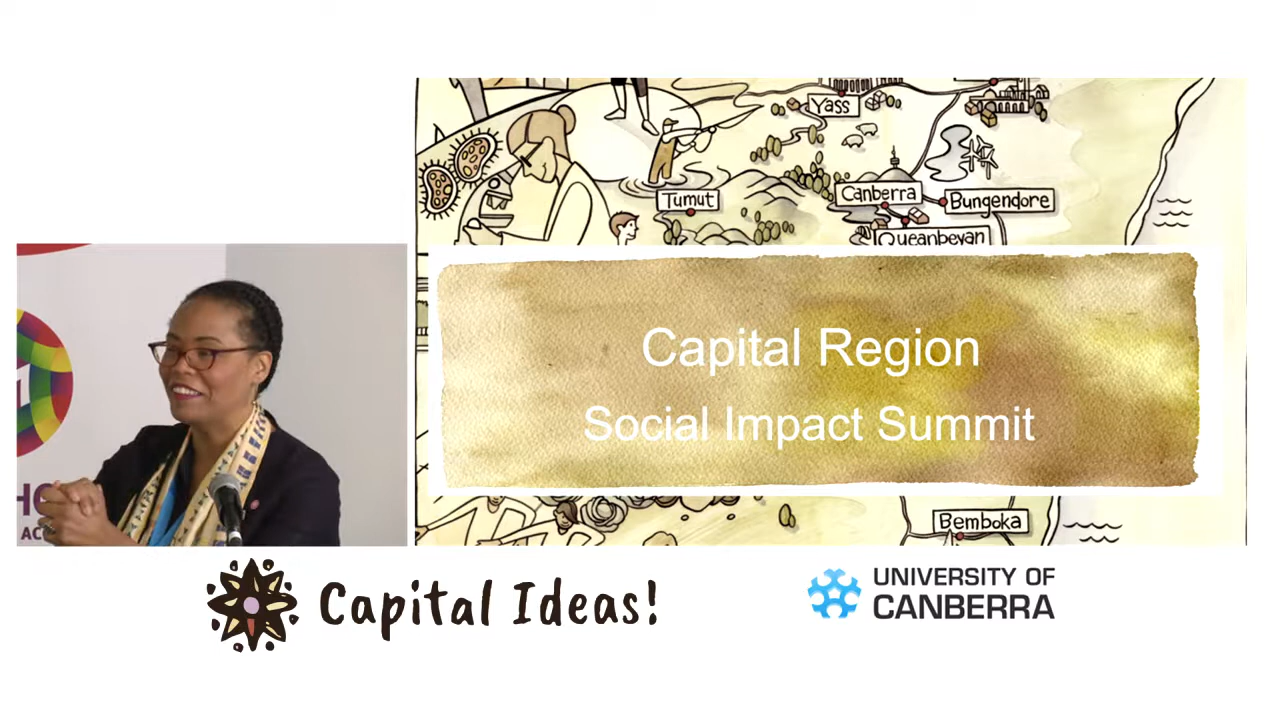 Yass
Tumut
Canberra
Bungendore
Queanbeyan
Capital Region
Social Impact Summit
Bemboka
Capital Ideas!
UNIVERSITY OF
CANBERRA